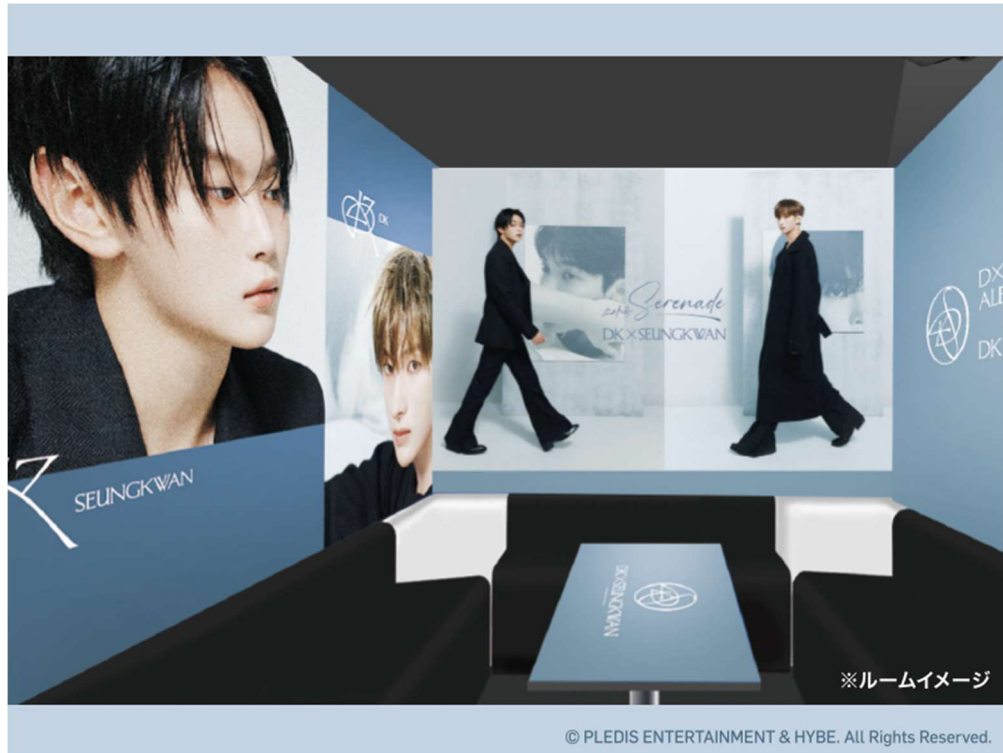 DK
Serenade
DK × SEUNGKWAN
SEUNGKWAN
DK
DK × SEUNGKWAN
※ルームイメージ
© PLEDIS ENTERTAINMENT & HYBE. All Rights Reserved.